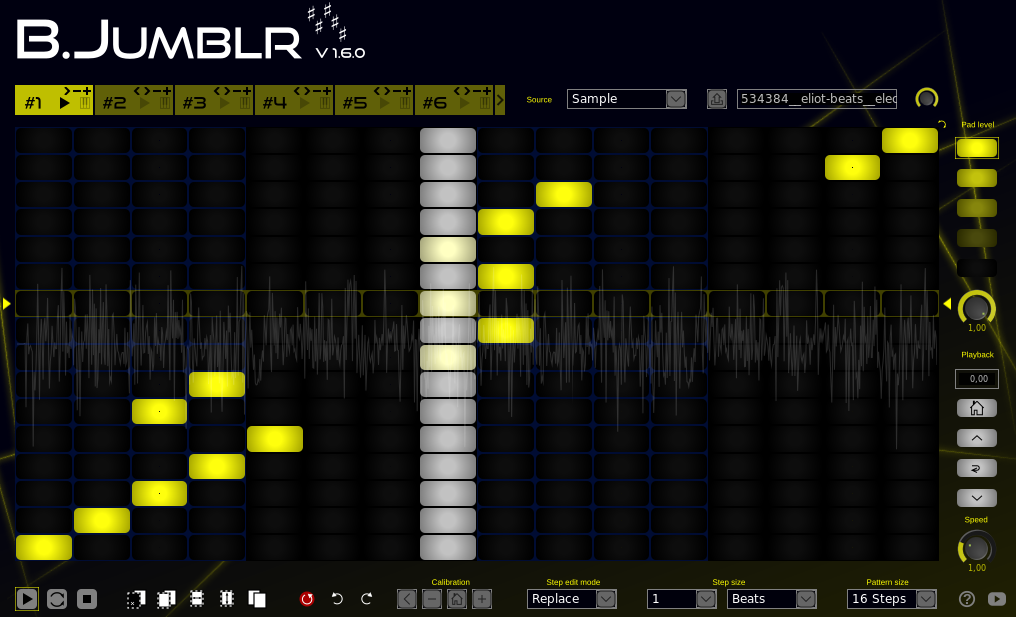 B.JUMBLR
V 1.6.0
#1 #2 #3 #4 #5 #6 Source Sample 534384__eliot-beats__elec
Pad level
1,00
Playback
0,00
Speed
1,00
Calibration Step edit mode Step size Pattern size
Replace 1 Beats 16 Steps